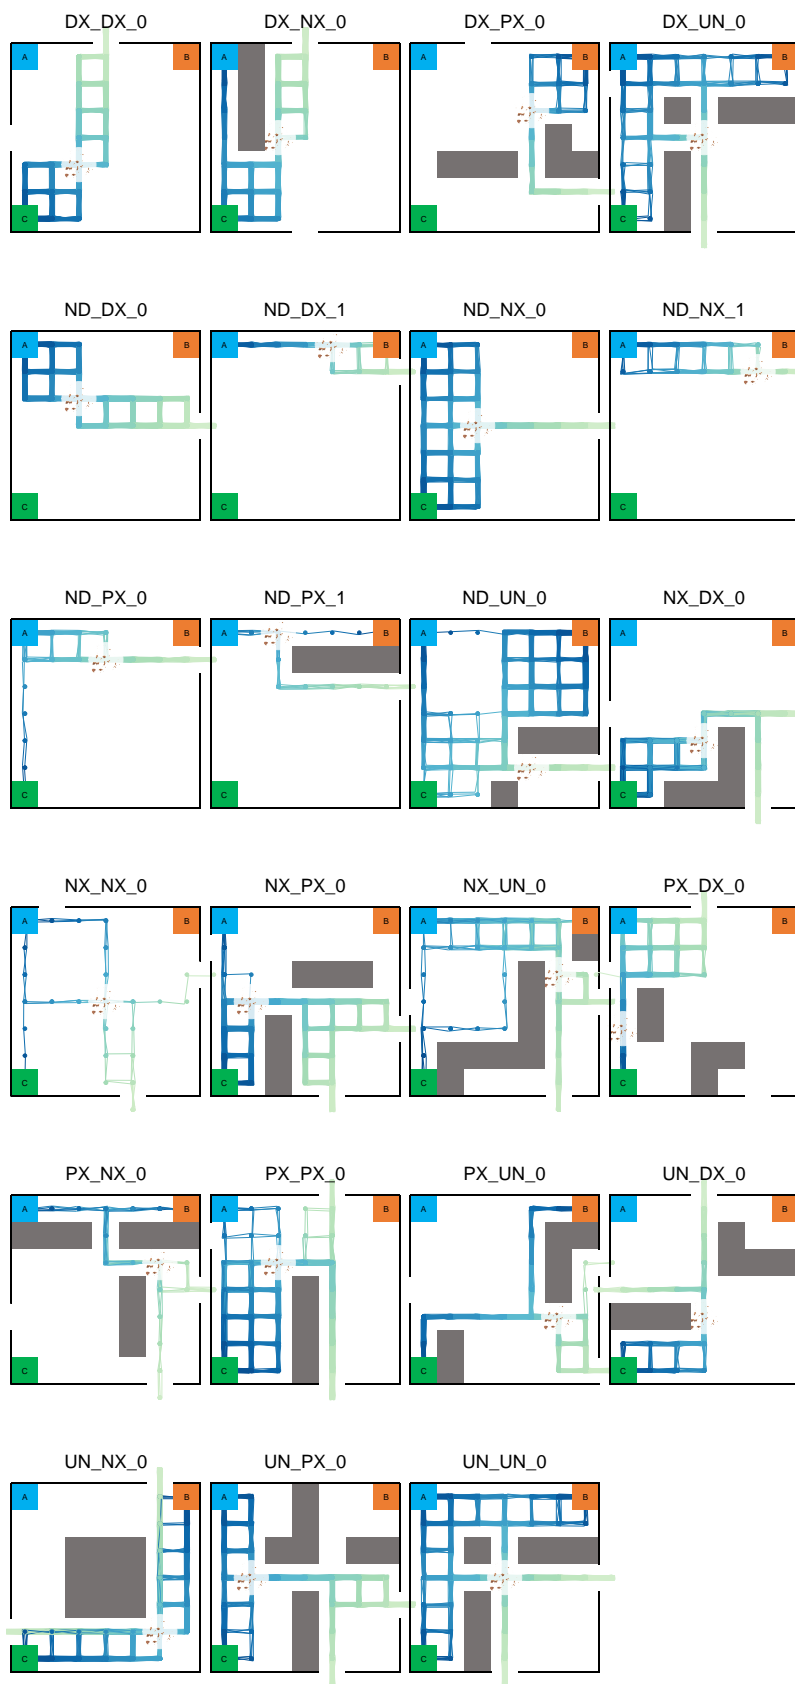 DX_DX_0 DX_NX_0 DX_PX_0 DX_UN_0
A B A B A B A B
C C C C
ND_DX_0 ND_DX_1 ND_NX_0 ND_NX_1
A B A B A B A B
C C C C
ND_PX_0 ND_PX_1 ND_UN_0 NX_DX_0
A B A B A B A B
C C C C
NX_NX_0 NX_PX_0 NX_UN_0 PX_DX_0
A B A B A B A B
C C C C
PX_NX_0 PX_PX_0 PX_UN_0 UN_DX_0
A B A B A B A B
C C C C
UN_NX_0 UN_PX_0 UN_UN_0
A B A B A B
C C C